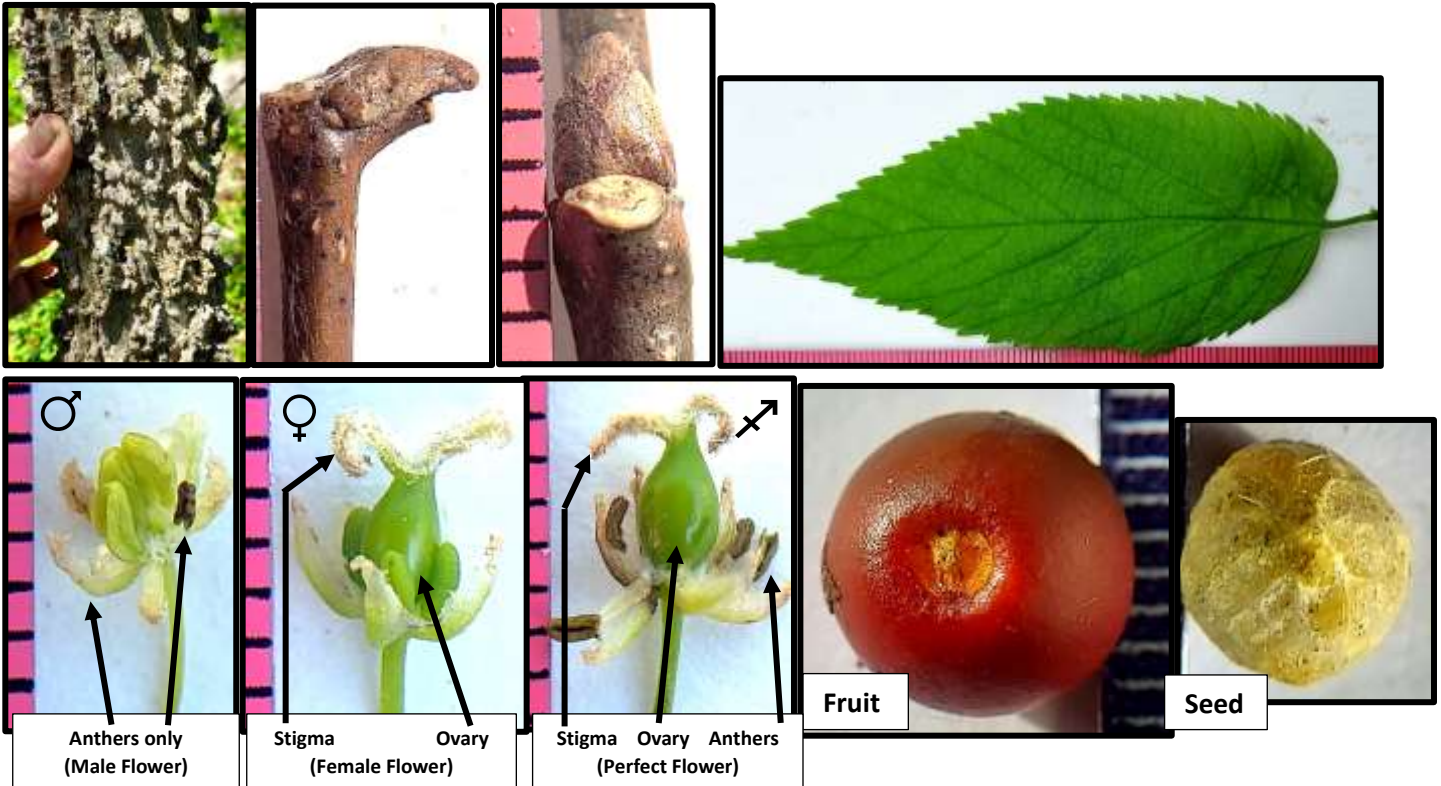 Fruit
Seed
Anthers only
(Male Flower)
Stigma Ovary
(Female Flower)
Stigma Ovary Anthers
(Perfect Flower)